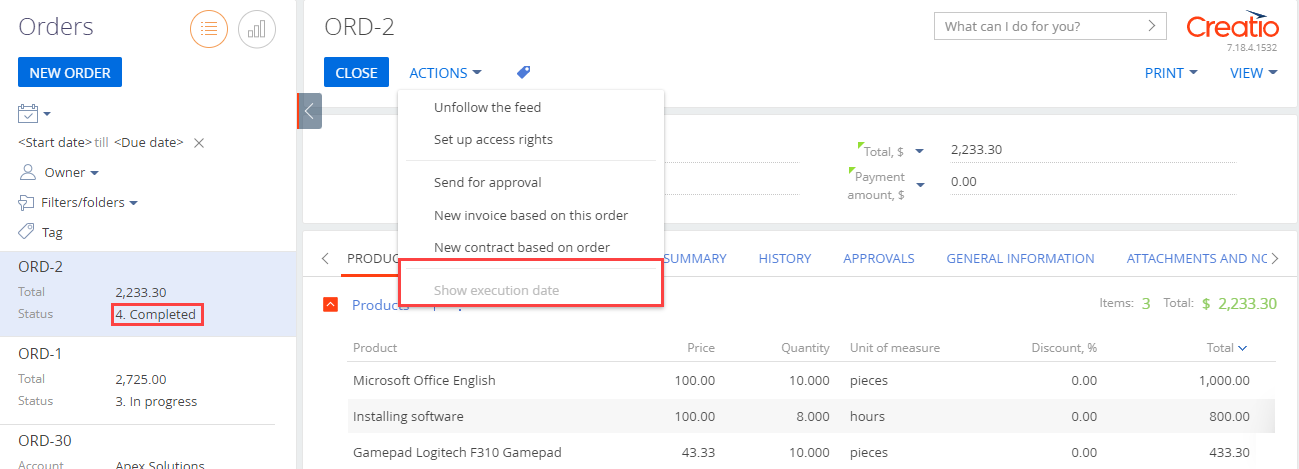 Orders
NEW ORDER
<Start date> till <Due date>
Owner
Filters/folders
Tag
ORD-2
Total 2,233.30
Status 4. Completed
ORD-1
Total 2,725.00
Status 3. In progress
ORD-30
Account Apex Solutions
ORD-2
What can I do for you?
Creatio
7.18.4.1532
CLOSE ACTIONS PRINT VIEW
Unfollow the feed
Set up access rights
Send for approval
New invoice based on this order
New contract based on order
Show execution date
Total, $ 2,233.30
Payment amount, $ 0.00
PRODUC SUMMARY HISTORY APPROVALS GENERAL INFORMATION ATTACHMENTS AND NO
Products Items: 3 Total: $ 2,233.30
Product Price Quantity Unit of measure Discount, % Total
Microsoft Office English 100.00 10.000 pieces 0.00 1,000.00
Installing software 100.00 8.000 hours 0.00 800.00
Gamepad Logitech F310 Gamepad 43.33 10.000 pieces 0.00 433.30